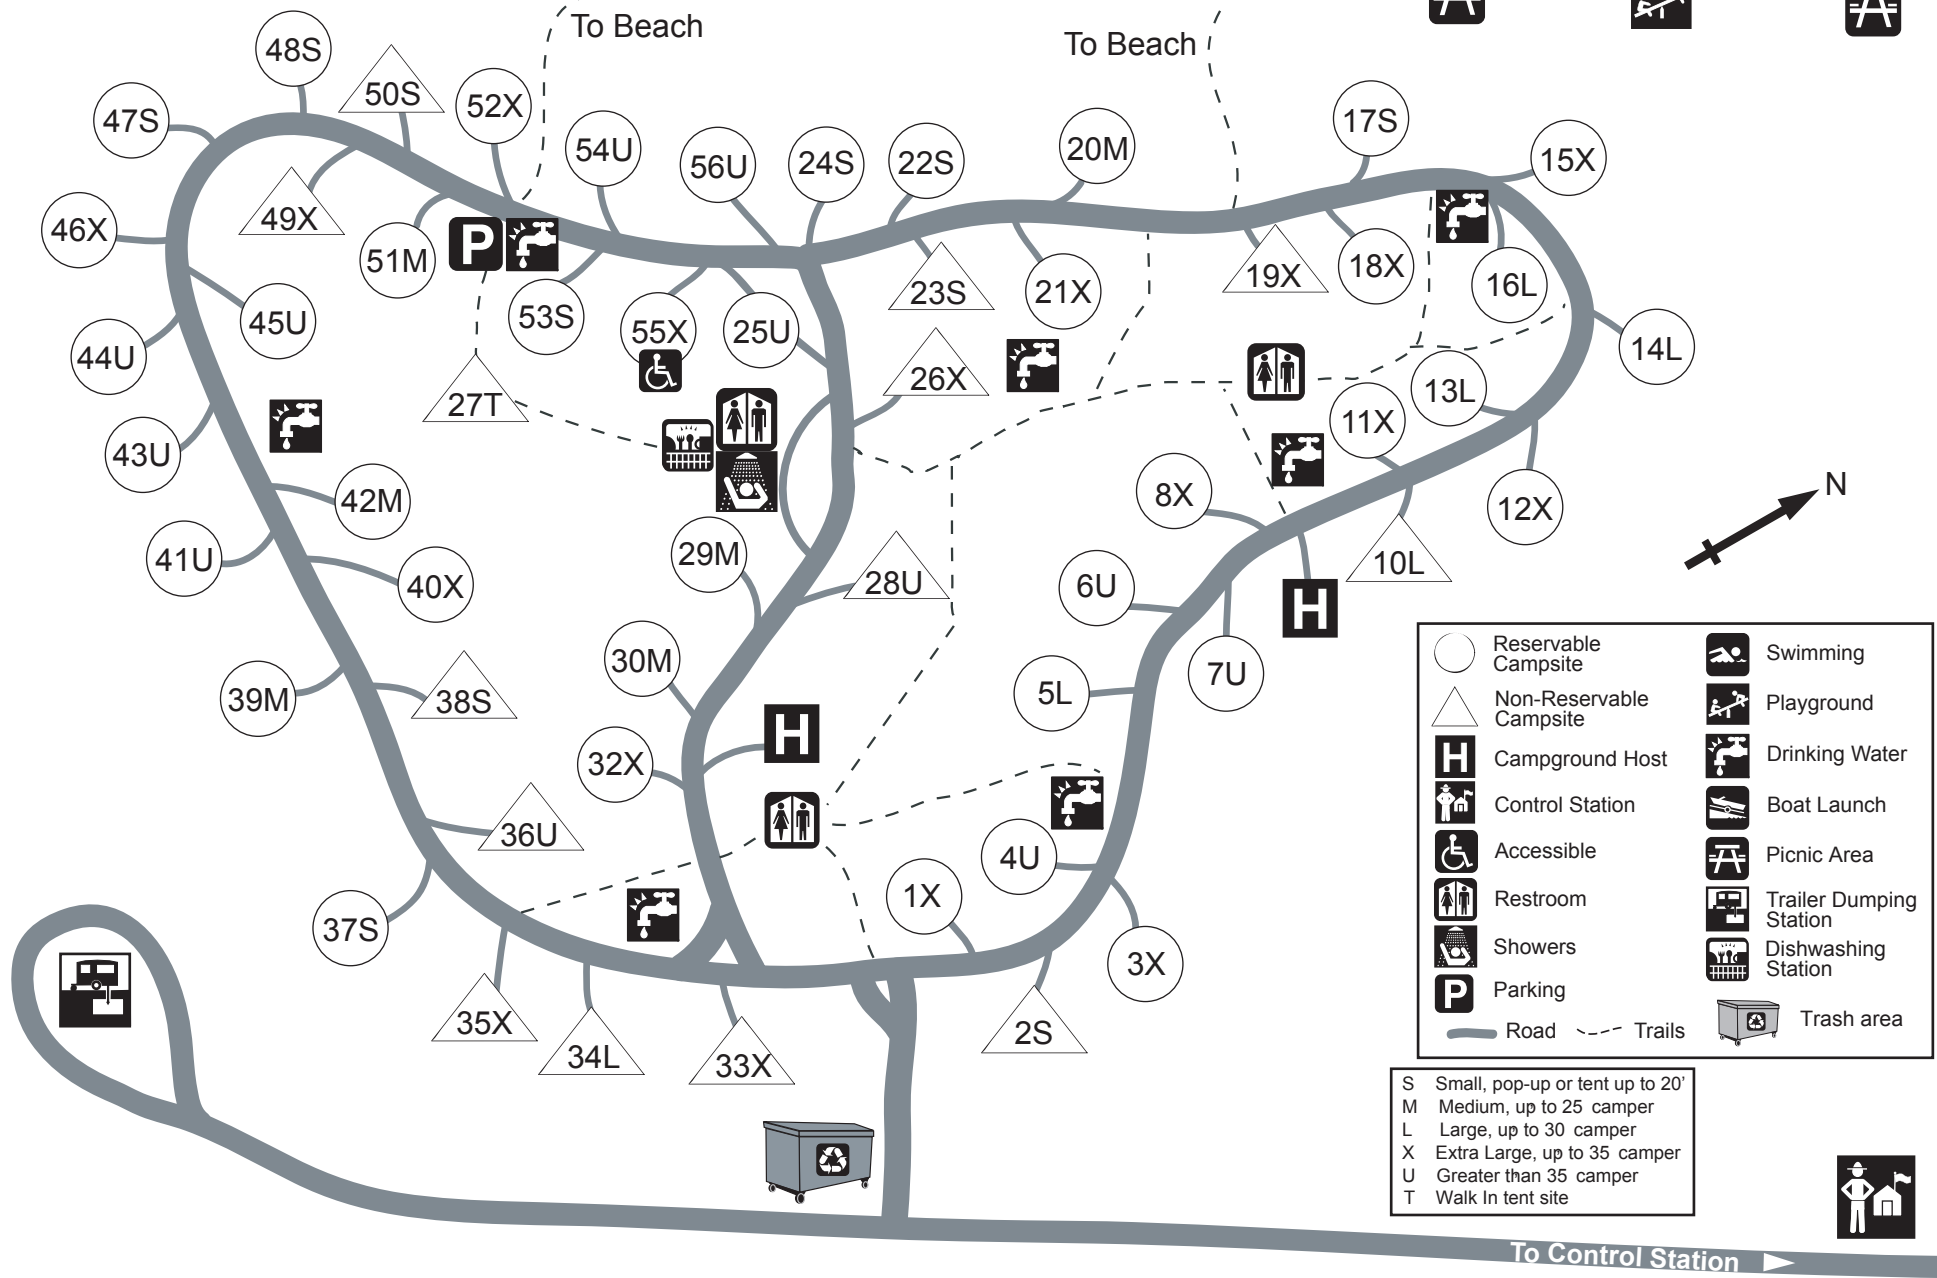 To Beach
To Beach
48S
50S
52X
47S
54U
56U
24S
22S
20M
17S
15X
46X
49X
51M
P
53S
55X
25U
23S
21X
19X
18X
16L
45U
44U
14L
27T
26X
13L
11X
43U
42M
8X
12X
41U
40X
29M
28U
6U
10L
N
H
30M
7U
39M
38S
5L
H
32X
36U
4U
1X
37S
3X
35X
34L
33X
2S
Reservable
Campsite
Non-Reservable
Campsite
H Campground Host
Control Station
Accessible
Restroom
Showers
P Parking
Road
Trails
Swimming
Playground
Drinking Water
Boat Launch
Picnic Area
Trailer Dumping
Station
Dishwashing
Station
Trash area
S Small, pop-up or tent up to 20'
M Medium, up to 25 camper
L Large, up to 30 camper
X Extra Large, up to 35 camper
U Greater than 35 camper
T Walk In tent site
To Control Station